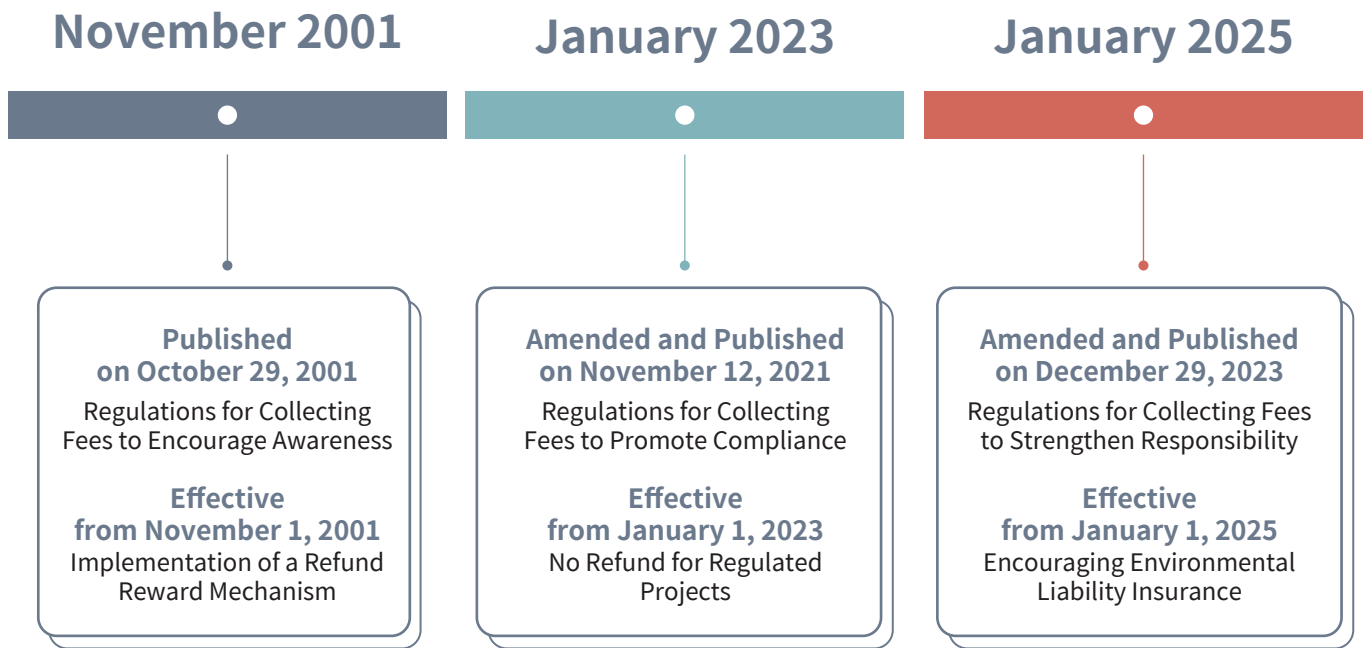 November 2001
January 2023
January 2025
Published
on October 29, 2001
Regulations for Collecting
Fees to Encourage Awareness
Effective
from November 1, 2001
Implementation of a Refund
Reward Mechanism
Amended and Published
on November 12, 2021
Regulations for Collecting
Fees to Promote Compliance
Effective
from January 1, 2023
No Refund for Regulated
Projects
Amended and Published
on December 29, 2023
Regulations for Collecting Fees
to Strengthen Responsibility
Effective
from January 1, 2025
Encouraging Environmental
Liability Insurance